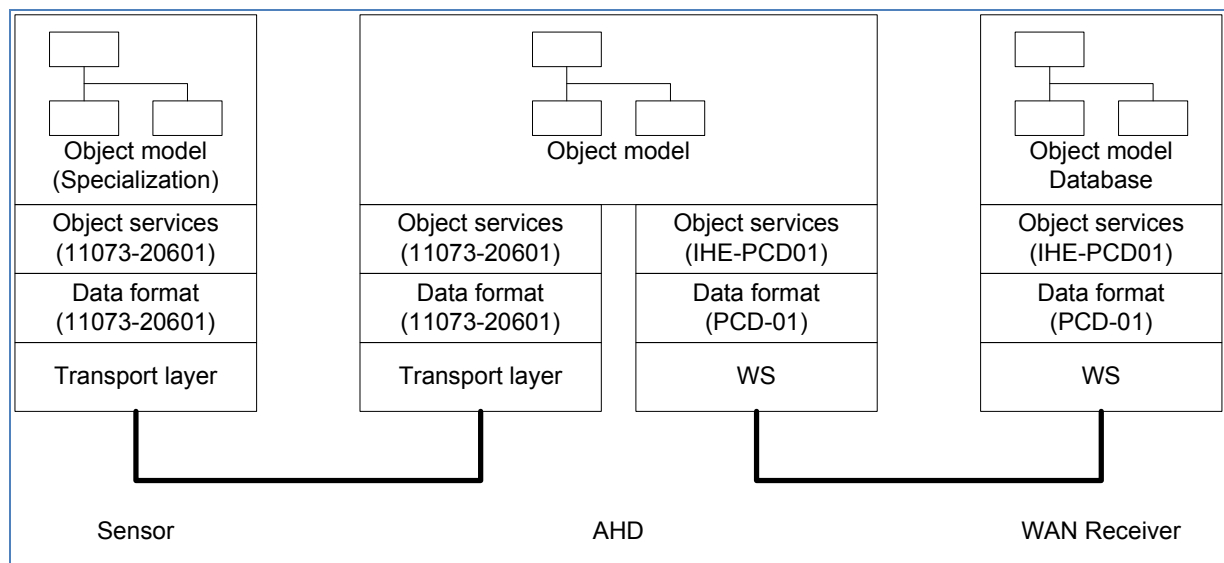 Object model
(Specialization)
Object services
(11073-20601)
Data format
(11073-20601)
Transport layer
Object model
Object services
(11073-20601)
Data format
(11073-20601)
Transport layer
Object services
(IHE-PCD01)
Data format
(PCD-01)
WS
Object model
Database
Object services
(IHE-PCD01)
Data format
(PCD-01)
WS
Sensor
AHD
WAN Receiver